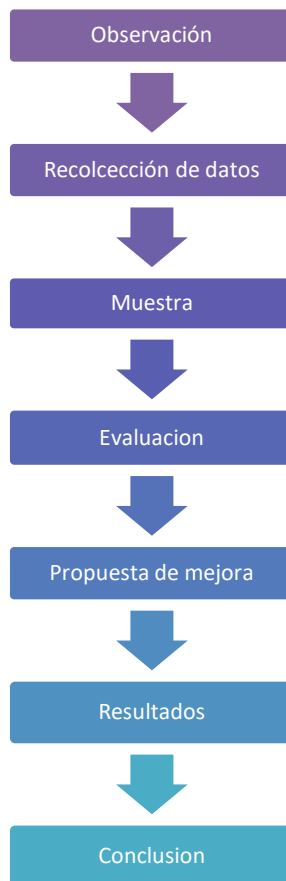 Observación
Recolcección de datos
Muestra
Evaluacion
Propuesta de mejora
Resultados
Conclusion